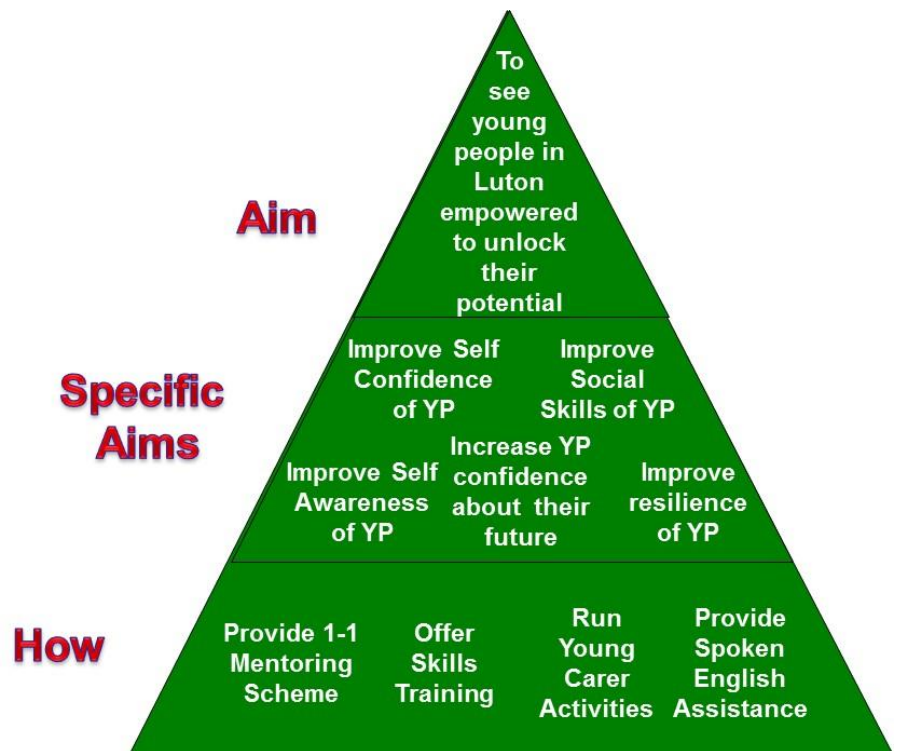 Aim
To
see
young
people in
Luton
empowered
to unlock
their
potential
Specific
Aims
Improve Self
Confidence
of YP
Improve
Social
Skills of YP
Improve Self
Awareness
of YP
Increase YP
confidence
about their
future
Improve
resilience
of YP
How
Provide 1-1
Mentoring
Scheme
Offer
Skills
Training
Run
Young
Carer
Activities
Provide
Spoken
English
Assistance